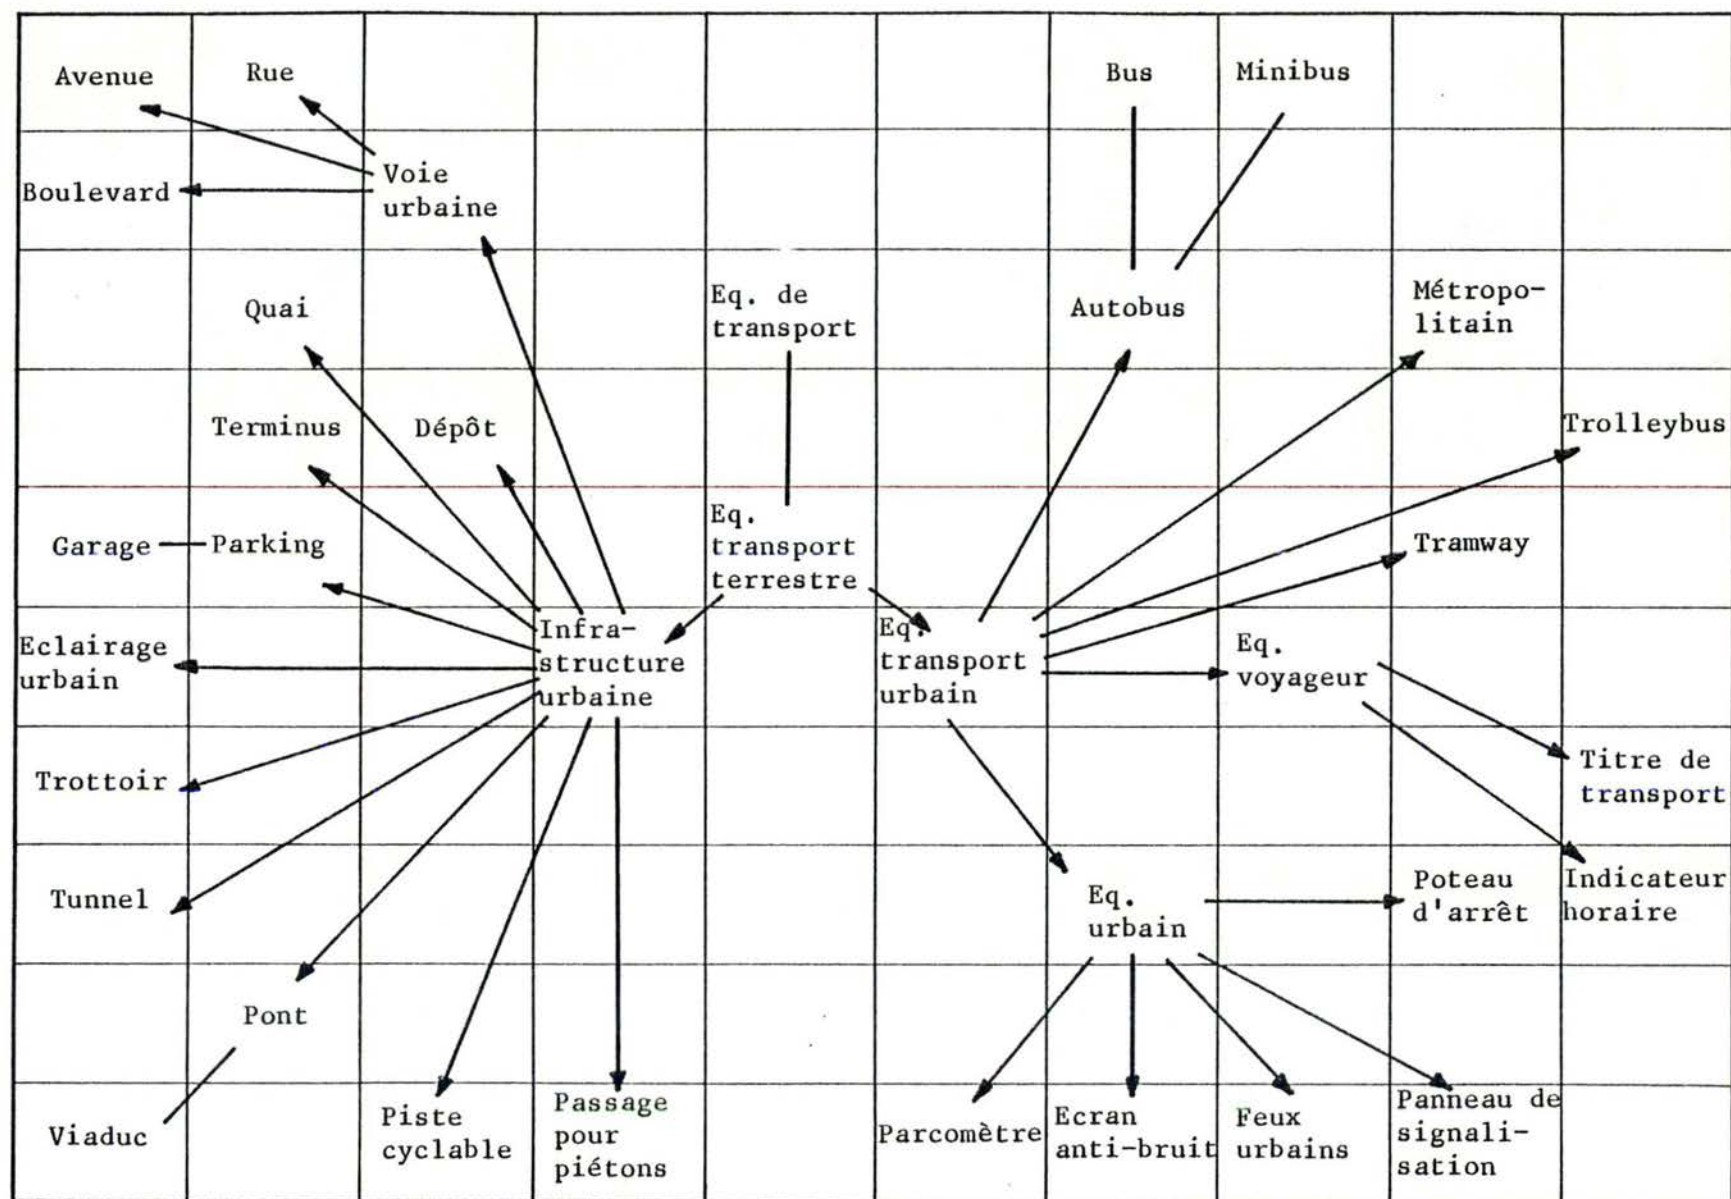 Avenue
Rue
Bus
Minibus
Boulevard
Voie
urbaine
Quai
Eq. de
transport
Autobus
Métropo-
litain
Terminus
Dépôt
Trolleybus
Garage
Parking
Eq.
transport
terrestre
Tramway
Eclairage
urbain
Infra-
structure
urbaine
Eq.
transport
urbain
Eq.
voyageur
Trottoir
Titre de
transport
Tunnel
Eq.
urbain
Poteau
d'arrêt
Indicateur
horaire
Pont
Viaduc
Piste
cyclable
Passage
pour
piétons
Parcomètre
Ecran
anti-bruit
Feux
urbains
Panneau de
signali-
sation